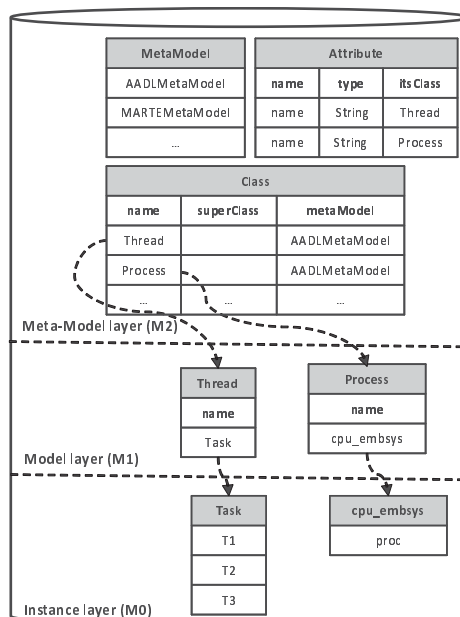 MetaModel
AADLMetaModel
MARTEMetaModel
...
Attribute
name type itsClass
name String Thread
name String Process
Class
name superClass metaModel
Thread AADLMetaModel
Process AADLMetaModel
... ... ...
Meta-Model layer (M2)
Thread
name
Task
Process
name
cpu_embsys
Model layer (M1)
Task
T1
T2
T3
cpu_embsys
proc
Instance layer (M0)